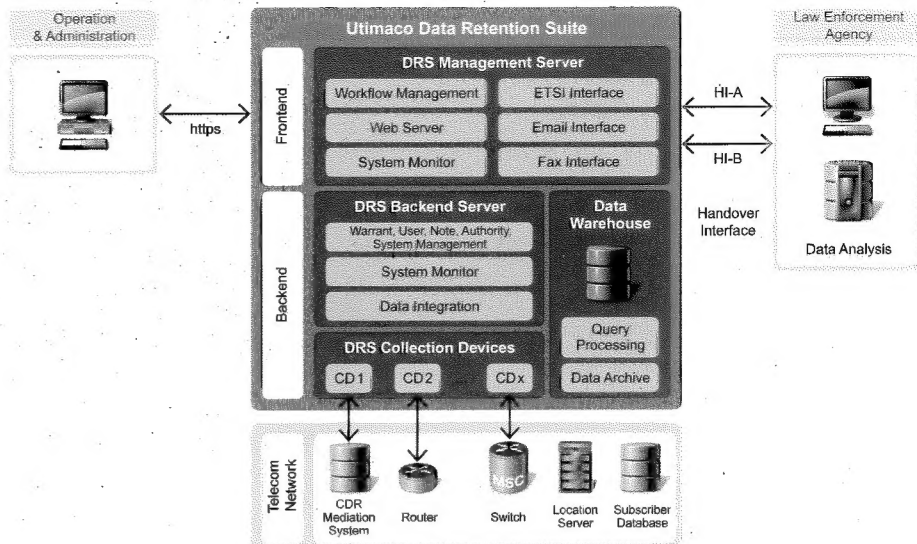 Operation
& Administration
https
Utimaco Data Retention Suite
Frontend
DRS Management Server
Workflow Management
ETSI Interface
Web Server
Email Interface
System Monitor
Fax Interface
Backend
DRS Backend Server
Warrant, User, Note, Authority,
System Management
System Monitor
Data Integration
Data
Warehouse
Query
Processing
Data Archive
DRS Collection Devices
CD1
CD2
...
CDx
Law Enforcement
Agency
HI-A
HI-B
Handover
Interface
Data Analysis
Telecom
Network
CDR
Mediation
System
Router
MSC
Switch
Location
Server
Subscriber
Database